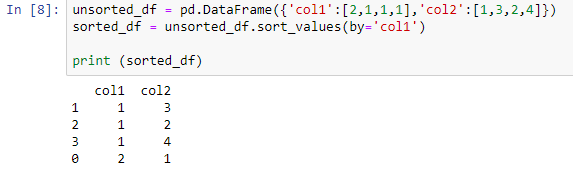 In [8]: unsorted_df = pd.DataFrame({'col1':[2,1,1,1],'col2':[1,3,2,4]})
sorted_df = unsorted_df.sort_values(by='col1')
print (sorted_df)
col1 col2
1 1 3
2 1 2
3 1 4
0 2 1